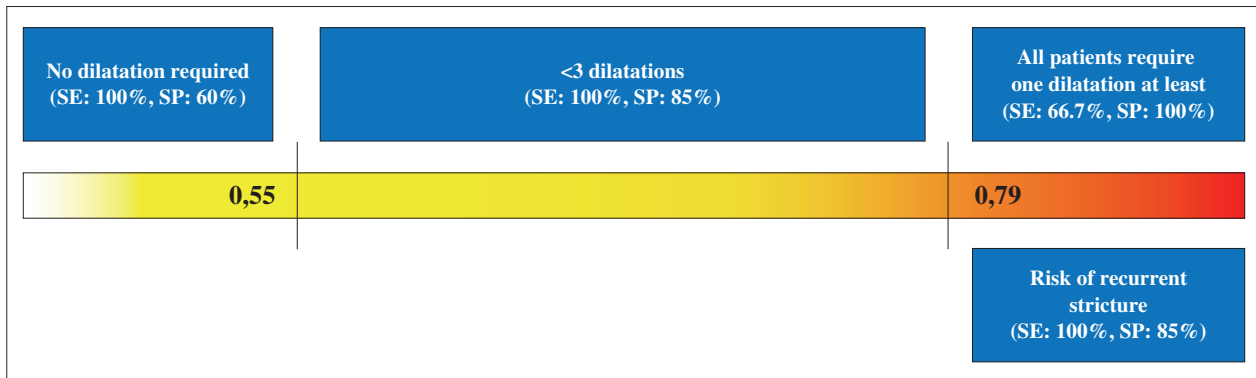 No dilatation required
(SE: 100%, SP: 60%)
<3 dilatations
(SE: 100%, SP: 85%)
All patients require
one dilatation at least
(SE: 66.7%, SP: 100%)
0,55
0,79
Risk of recurrent
stricture
(SE: 100%, SP: 85%)